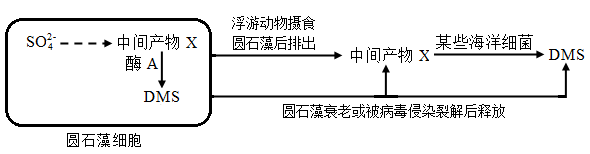 浮游动物摄食
圆石藻后排出
SO₄²⁻ 中间产物 X
酶 A
DMS
中间产物 X
某些海洋细菌
DMS
圆石藻衰老或被病毒侵染裂解后释放
圆石藻细胞